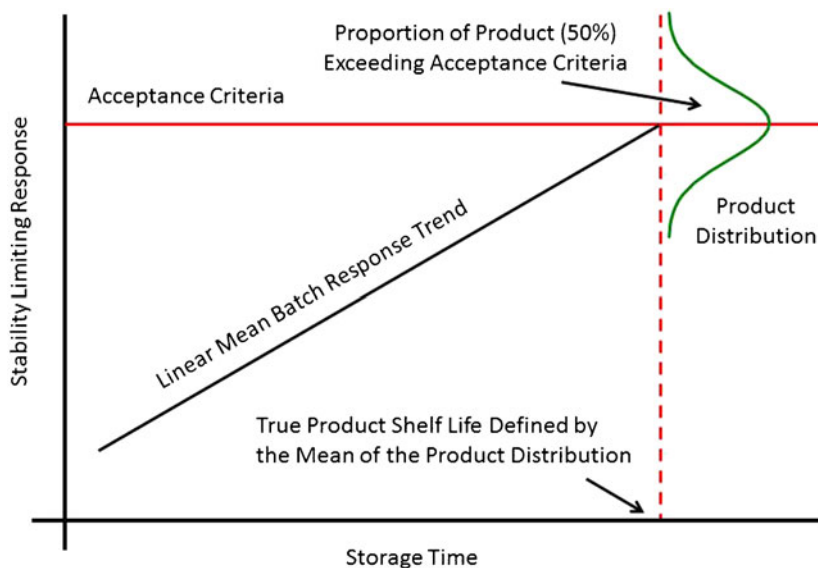 Proportion of Product (50%)
Exceeding Acceptance Criteria
Acceptance Criteria
Product
Distribution
Linear Mean Batch Response Trend
Stability Limiting Response
True Product Shelf Life Defined by
the Mean of the Product Distribution
Storage Time